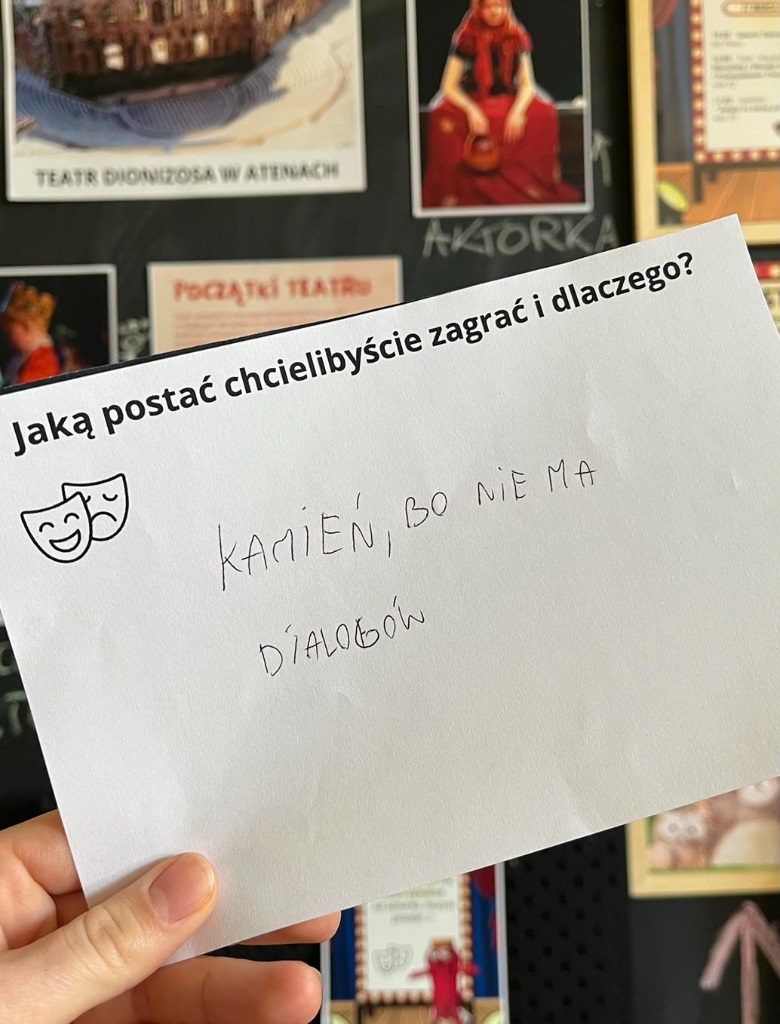 TEATR DIONIZOSA W ATENACH
AKTORKA
POCZĄTKI TEATRU
Jaką postać chcielibyście zagrać i dlaczego?
KAMIEŃ, BO NIE MA
DIALOGÓW